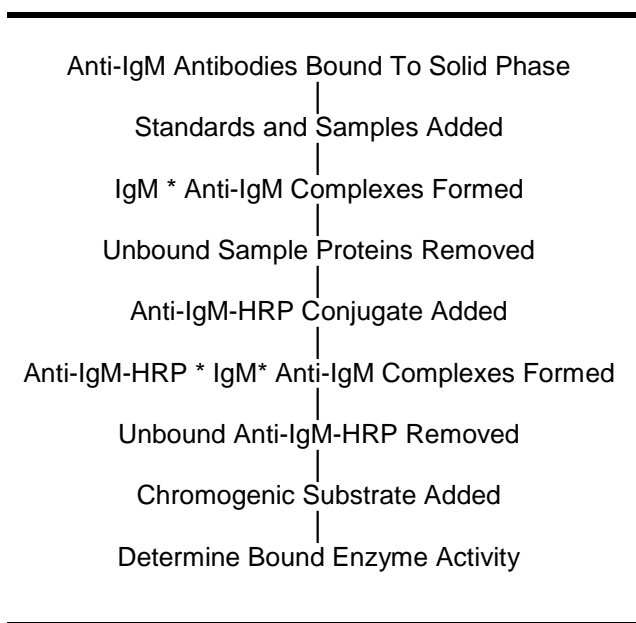 Anti-IgM Antibodies Bound To Solid Phase
Standards and Samples Added
IgM * Anti-IgM Complexes Formed
Unbound Sample Proteins Removed
Anti-IgM-HRP Conjugate Added
Anti-IgM-HRP * IgM* Anti-IgM Complexes Formed
Unbound Anti-IgM-HRP Removed
Chromogenic Substrate Added
Determine Bound Enzyme Activity